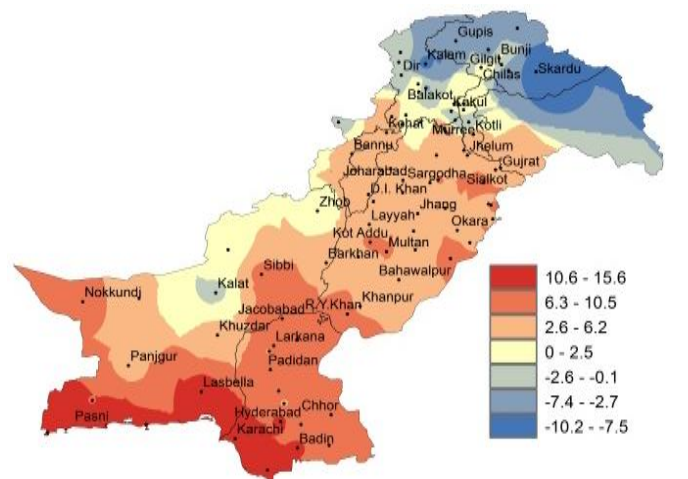 Gupis
Kalam
Gilgit
Bunji
Dir
Chilas
Skardu
Balakot
Kakul
Kohat
Murree
Kotli
Bannu
Jhelum
Gujrat
Joharabad
Sargodha
Sialkot
D.I. Khan
Zhob
Layyah
Jhang
Okara
Kot Addu
Multan
Barkhan
Sibbi
Bahawalpur
Kalat
Nokkundi
Jacobabad
R.Y.Khan
Khanpur
Khuzdar
Larkana
Panjgur
Padidan
Lasbella
Pasni
Hyderabad
Chhor
Karachi
Badin
10.6 - 15.6
6.3 - 10.5
2.6 - 6.2
0 - 2.5
-2.6 - -0.1
-7.4 - -2.7
-10.2 - -7.5